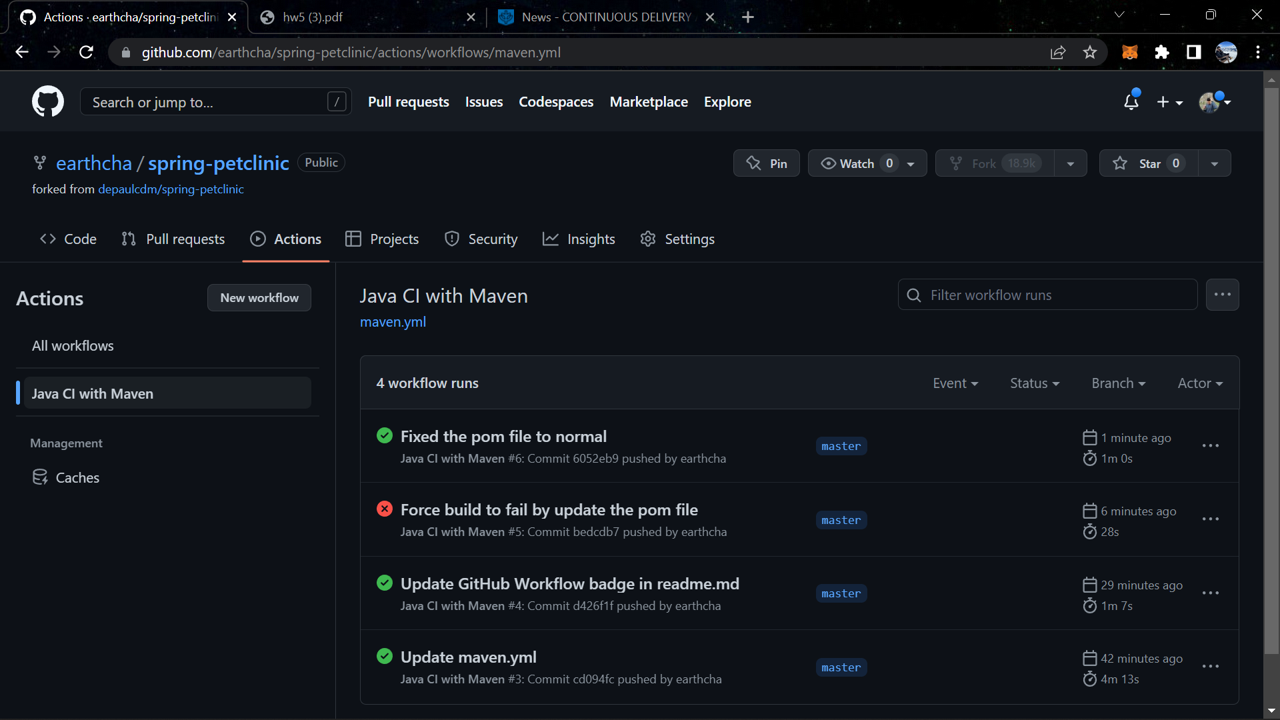 Actions · earthcha/spring-petclini
hw5 (3).pdf
News - CONTINUOUS DELIVERY
github.com/earthcha/spring-petclinic/actions/workflows/maven.yml
Search or jump to... /
Pull requests Issues Codespaces Marketplace Explore
earthcha / spring-petclinic Public
Pin Watch 0 Fork 18.9k Star 0
forked from depaulcdm/spring-petclinic
Code Pull requests Actions Projects Security Insights Settings
Actions New workflow
All workflows
Java CI with Maven
Management
Caches
Java CI with Maven
maven.yml
Filter workflow runs
4 workflow runs Event Status Branch Actor
Fixed the pom file to normal
Java CI with Maven #6: Commit 6052eb9 pushed by earthcha
master
1 minute ago
1m 0s
Force build to fail by update the pom file
Java CI with Maven #5: Commit bedcdb7 pushed by earthcha
master
6 minutes ago
28s
Update GitHub Workflow badge in readme.md
Java CI with Maven #4: Commit d426f1f pushed by earthcha
master
29 minutes ago
1m 7s
Update maven.yml
Java CI with Maven #3: Commit cd094fc pushed by earthcha
master
42 minutes ago
4m 13s